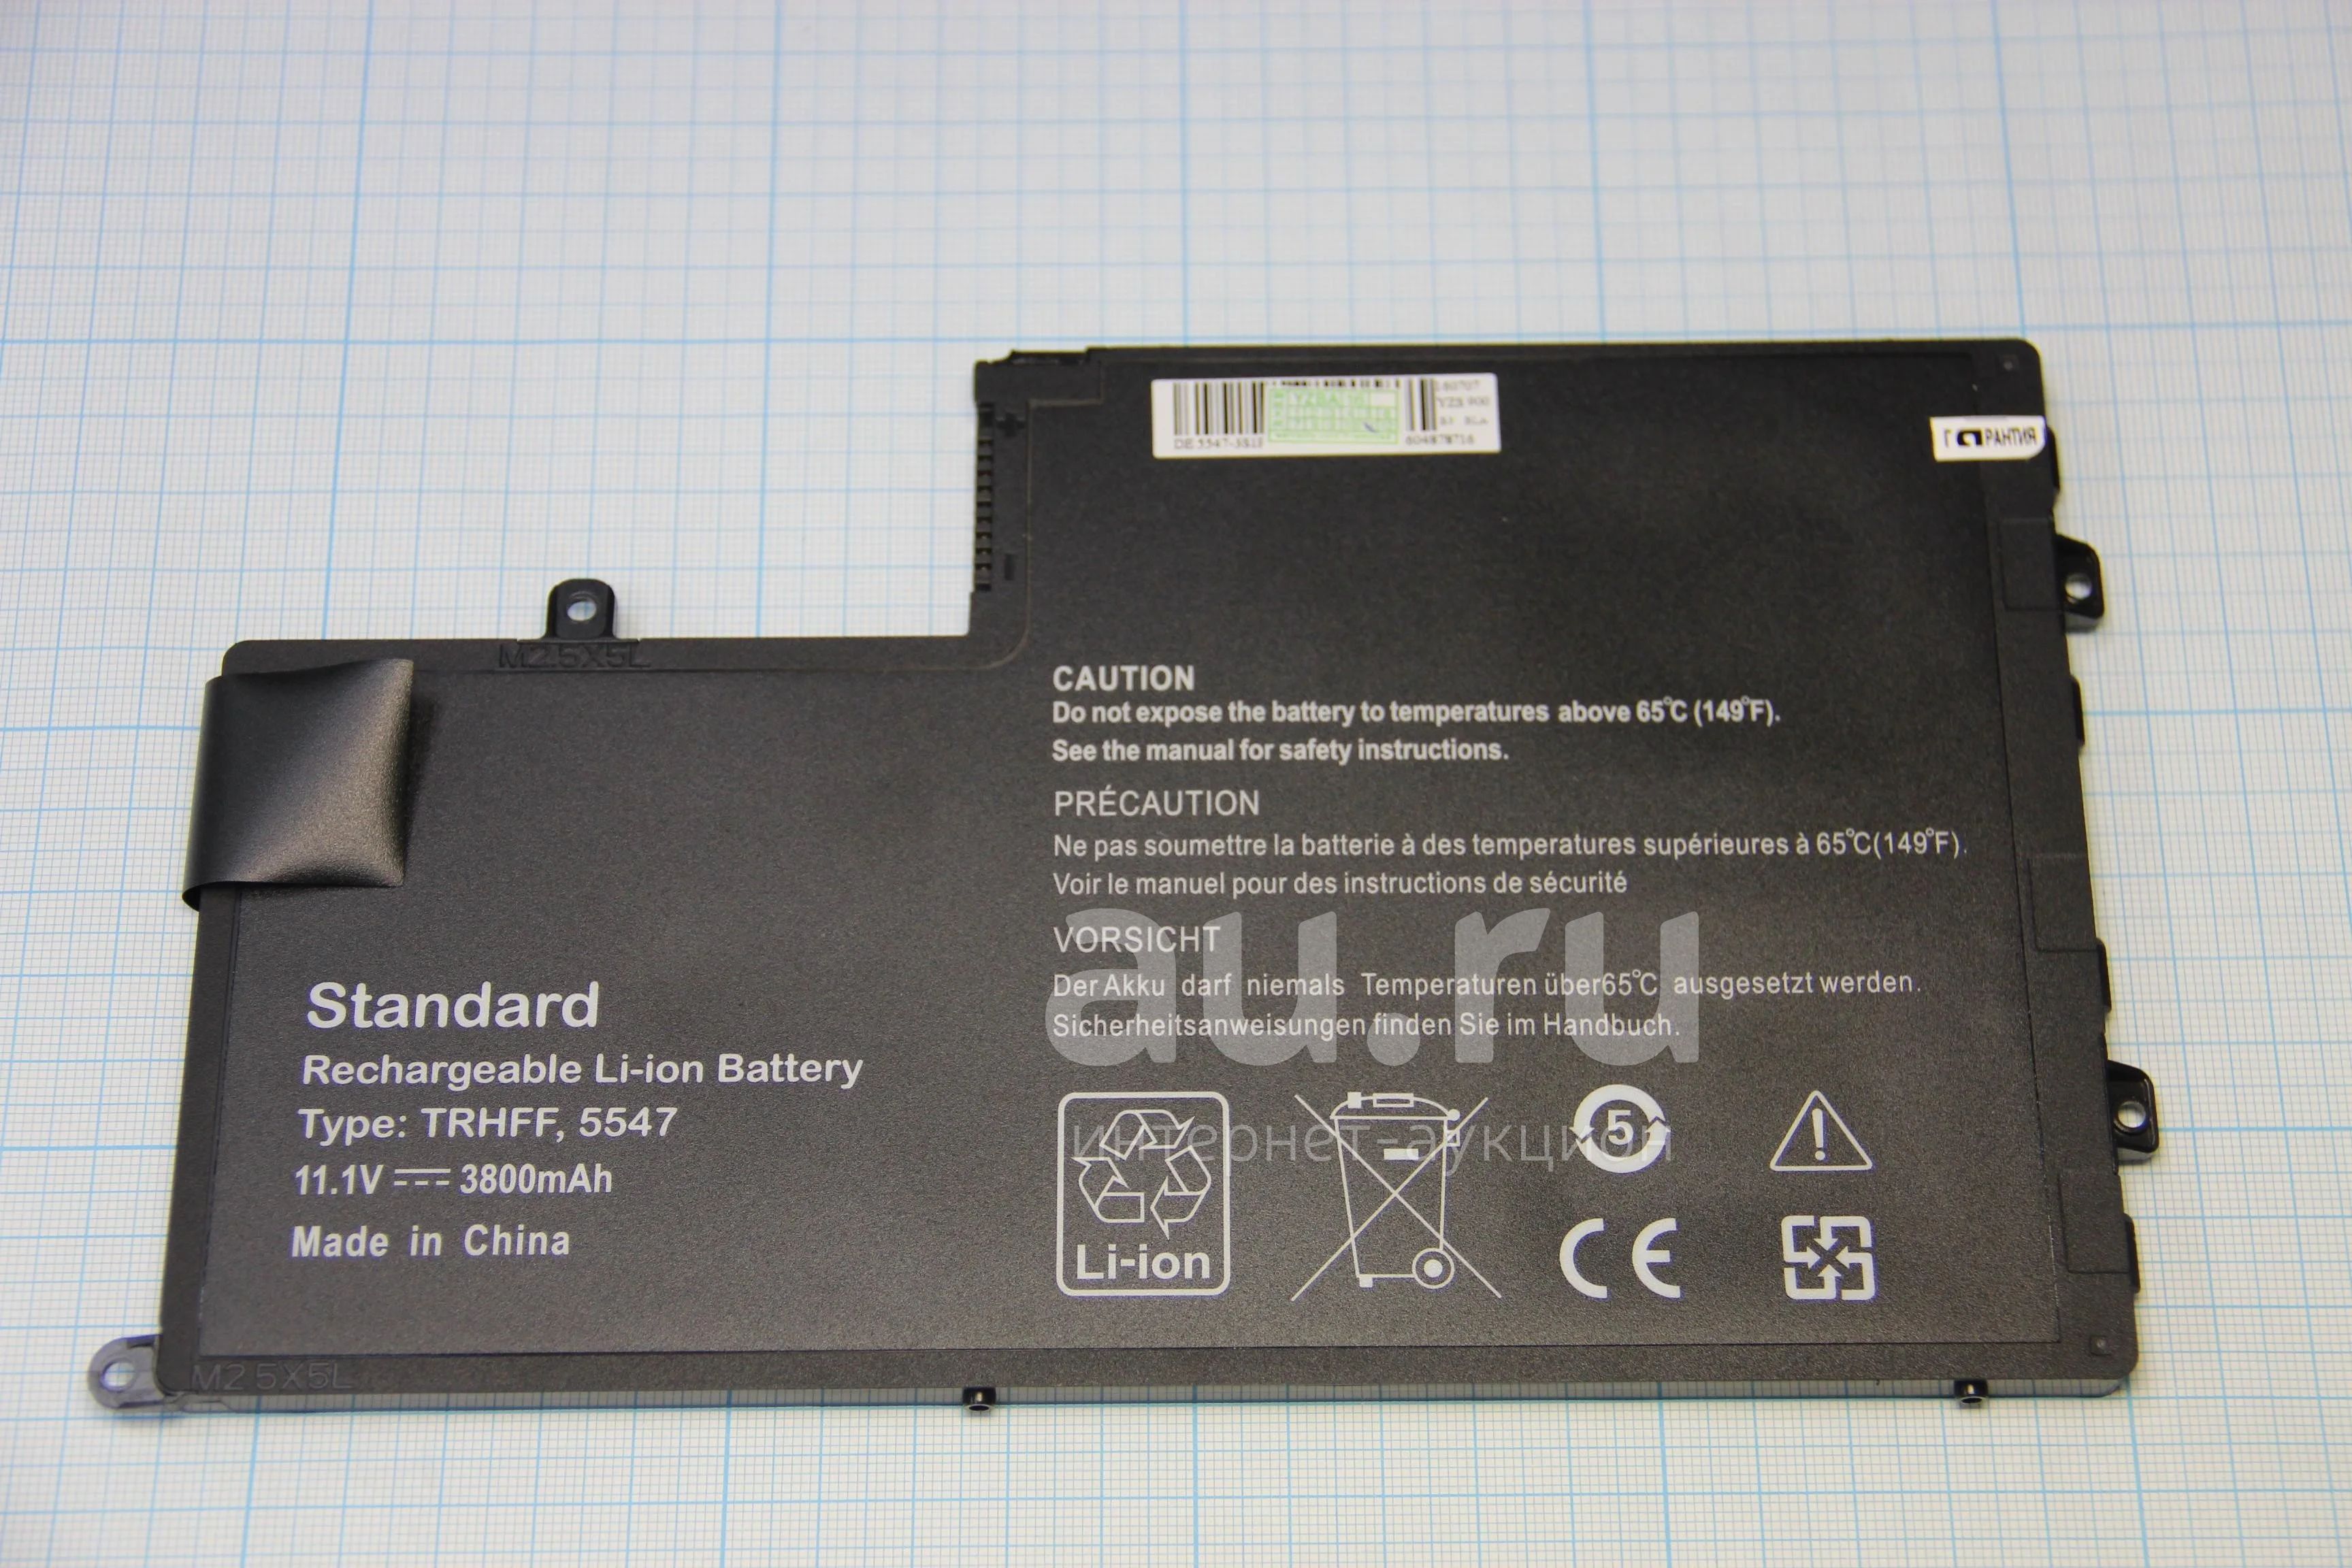 DE 5547-3S1P
604878716
ГАРАНТИЯ
M2.5X5L
CAUTION
Do not expose the battery to temperatures above 65℃ (149℉).
See the manual for safety instructions.
PRÉCAUTION
Ne pas soumettre la batterie à des temperatures supérieures à 65℃(149℉).
Voir le manuel pour des instructions de sécurité
VORSICHT
Der Akku darf niemals Temperaturen über65℃ ausgesetzt werden.
Sicherheitsanweisungen finden Sie im Handbuch.
au.ru
интернет-аукцион
Standard
Rechargeable Li-ion Battery
Type: TRHFF, 5547
11.1V 3800mAh
Made in China
Li-ion
5
CE
M2.5X5L